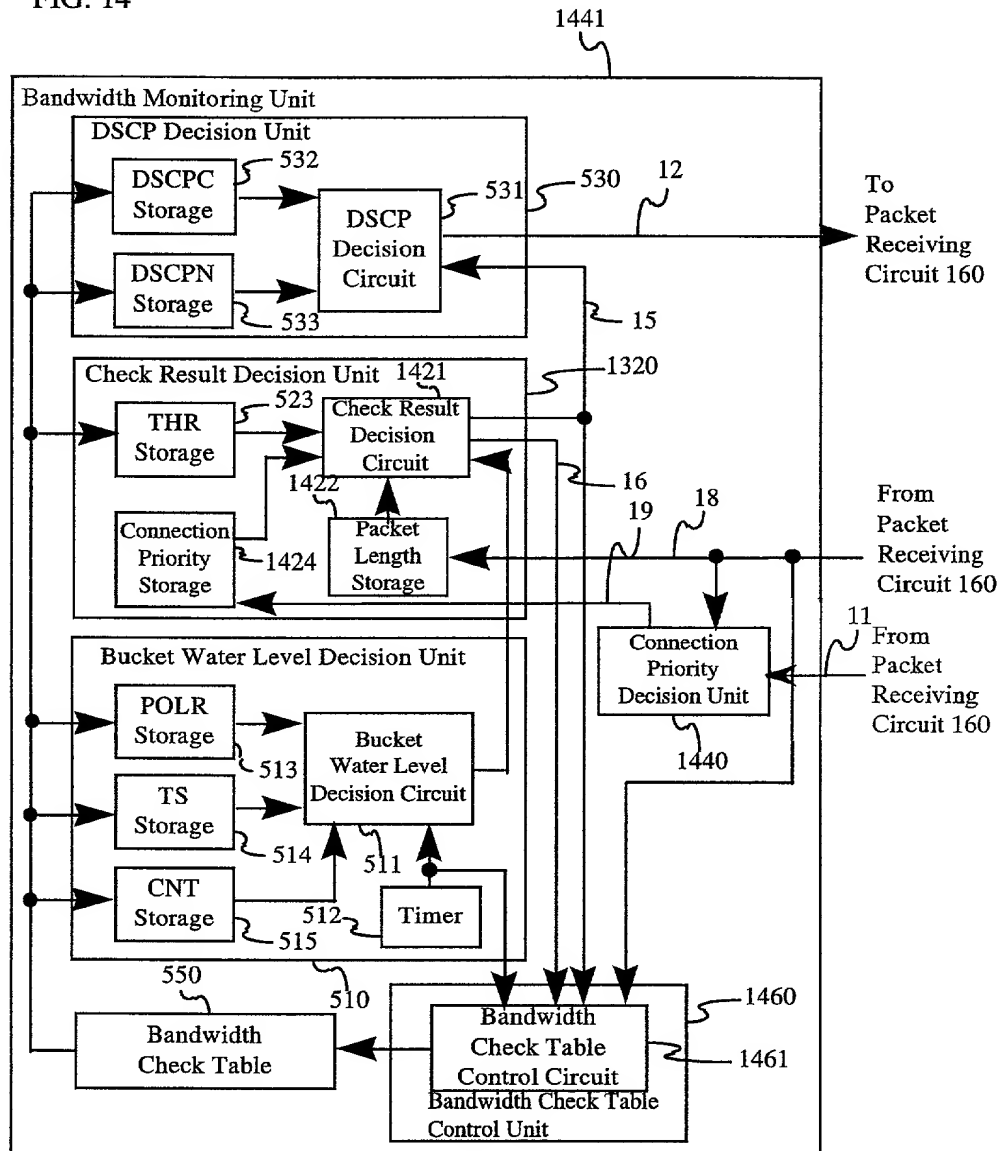 FIG. 14
1441
Bandwidth Monitoring Unit
DSCP Decision Unit
532
DSCPC
Storage
531
530
12
DSCP
Decision
Circuit
To
Packet
Receiving
Circuit 160
DSCPN
Storage
533
15
Check Result Decision Unit
1421
1320
523
THR
Storage
Check Result
Decision
Circuit
1422
16
19
18
From
Packet
Receiving
Circuit 160
Connection
Priority
Storage
1424
Packet
Length
Storage
11
From
Packet
Receiving
Circuit 160
Connection
Priority
Decision Unit
1440
Bucket Water Level Decision Unit
POLR
Storage
513
Bucket
Water Level
Decision Circuit
TS
Storage
514
511
CNT
Storage
515
512
Timer
550
510
1460
Bandwidth
Check Table
Bandwidth
Check Table
Control Circuit
1461
Bandwidth Check Table
Control Unit